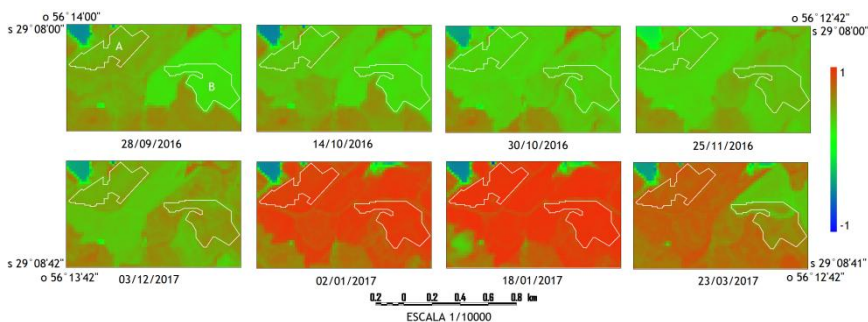 o 56°14'00"
s 29°08'00"
o 56°12'42"
s 29°08'00"
A
B
1
-1
28/09/2016
14/10/2016
30/10/2016
25/11/2016
s 29°08'42"
o 56°13'42"
03/12/2017
02/01/2017
18/01/2017
23/03/2017
s 29°08'41"
o 56°12'42"
0.2 0 0.2 0.4 0.6 0.8 km
ESCALA 1/10000